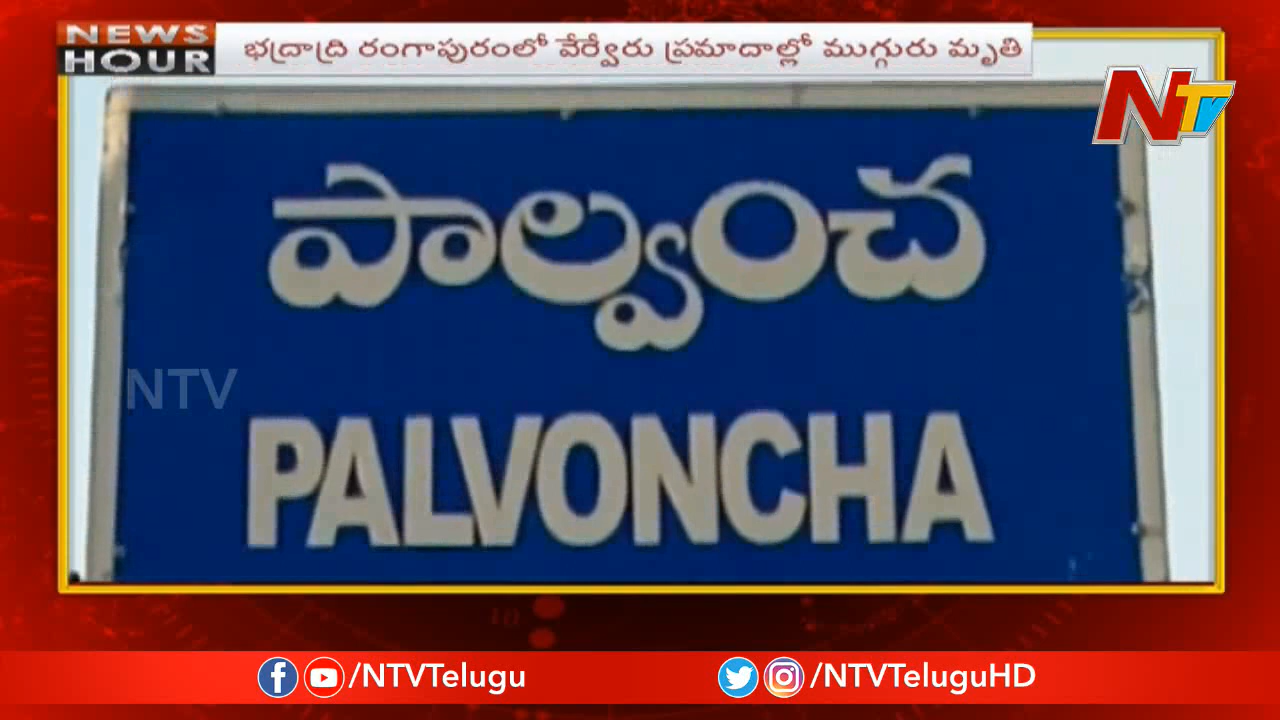 NEWS
HOUR
భద్రాద్రి రంగాపురంలో వేర్వేరు ప్రమాదాల్లో ముగ్గురు మృతి
NTV
పాల్వంచ
NTV
PALVONCHA
/NTVTelugu
/NTVTeluguHD